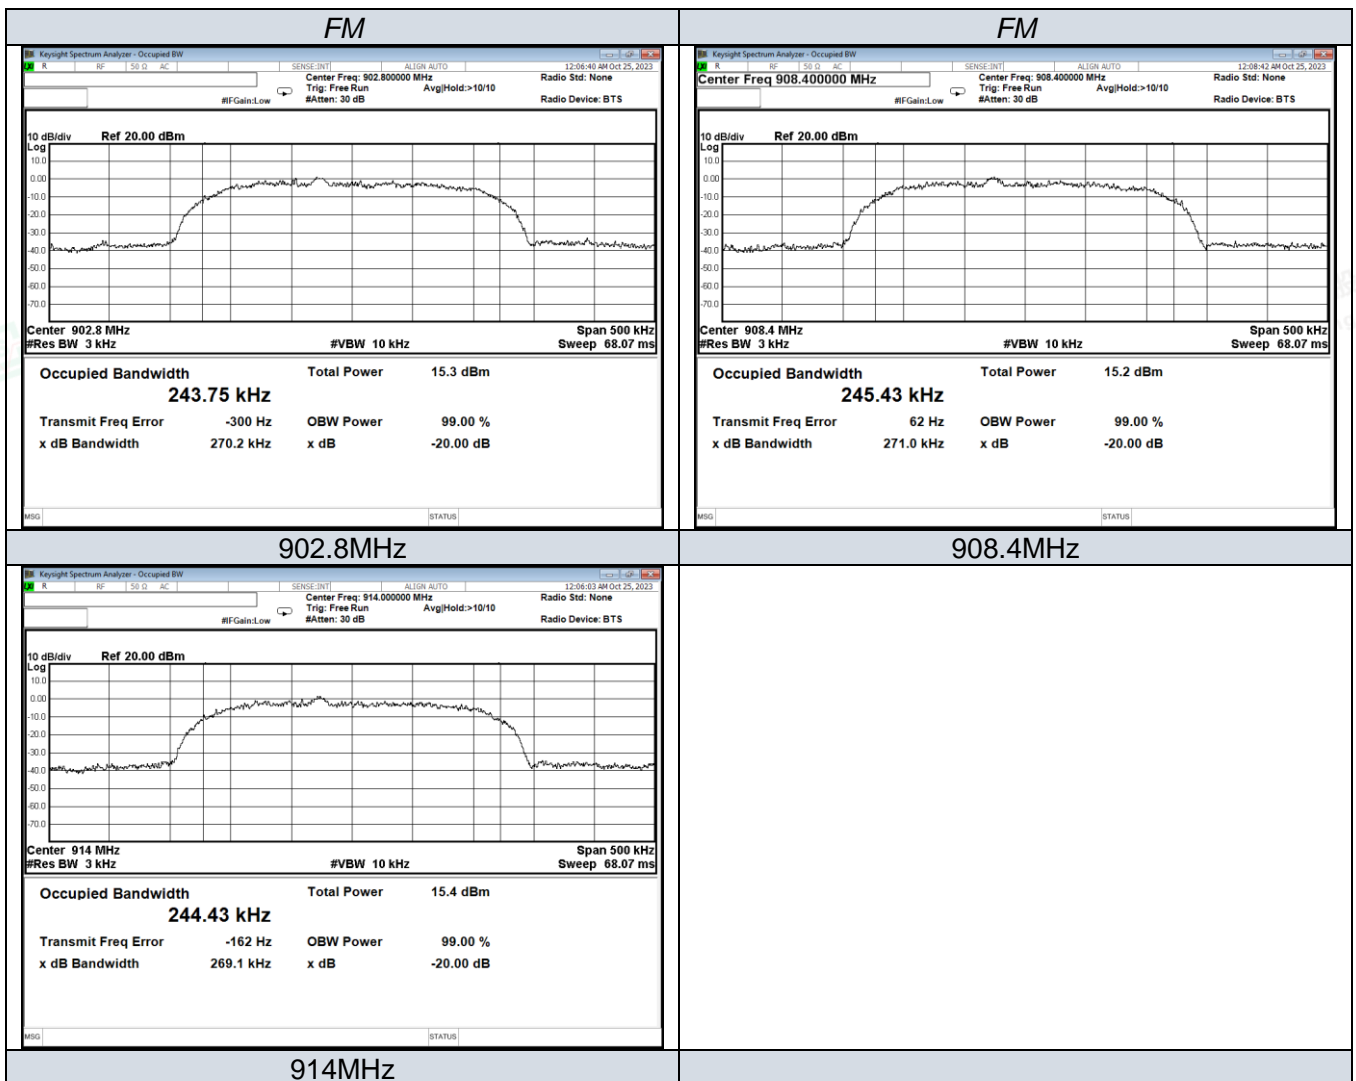 FM
FM
Keysight Spectrum Analyzer - Occupied BW
R RF 50 Ω AC SENSE:INT ALIGN AUTO 12:06:40 AM Oct 25, 2023
Center Freq: 902.800000 MHz Radio Std: None
Trig: Free Run Avg|Hold:>10/10
#IFGain:Low #Atten: 30 dB Radio Device: BTS
10 dB/div Ref 20.00 dBm
Log
10.0
0.00
-10.0
-20.0
-30.0
-40.0
-50.0
-60.0
-70.0
Center 902.8 MHz Span 500 kHz
#Res BW 3 kHz #VBW 10 kHz Sweep 68.07 ms
Occupied Bandwidth Total Power 15.3 dBm
243.75 kHz
Transmit Freq Error -300 Hz OBW Power 99.00 %
x dB Bandwidth 270.2 kHz x dB -20.00 dB
MSG STATUS
Keysight Spectrum Analyzer - Occupied BW
R RF 50 Ω AC SENSE:INT ALIGN AUTO 12:08:42 AM Oct 25, 2023
Center Freq 908.400000 MHz Center Freq: 908.400000 MHz Radio Std: None
Trig: Free Run Avg|Hold:>10/10
#IFGain:Low #Atten: 30 dB Radio Device: BTS
10 dB/div Ref 20.00 dBm
Log
10.0
0.00
-10.0
-20.0
-30.0
-40.0
-50.0
-60.0
-70.0
Center 908.4 MHz Span 500 kHz
#Res BW 3 kHz #VBW 10 kHz Sweep 68.07 ms
Occupied Bandwidth Total Power 15.2 dBm
245.43 kHz
Transmit Freq Error 62 Hz OBW Power 99.00 %
x dB Bandwidth 271.0 kHz x dB -20.00 dB
MSG STATUS
902.8MHz
908.4MHz
Keysight Spectrum Analyzer - Occupied BW
R RF 50 Ω AC SENSE:INT ALIGN AUTO 12:06:03 AM Oct 25, 2023
Center Freq: 914.000000 MHz Radio Std: None
Trig: Free Run Avg|Hold:>10/10
#IFGain:Low #Atten: 30 dB Radio Device: BTS
10 dB/div Ref 20.00 dBm
Log
10.0
0.00
-10.0
-20.0
-30.0
-40.0
-50.0
-60.0
-70.0
Center 914 MHz Span 500 kHz
#Res BW 3 kHz #VBW 10 kHz Sweep 68.07 ms
Occupied Bandwidth Total Power 15.4 dBm
244.43 kHz
Transmit Freq Error -162 Hz OBW Power 99.00 %
x dB Bandwidth 269.1 kHz x dB -20.00 dB
MSG STATUS
914MHz